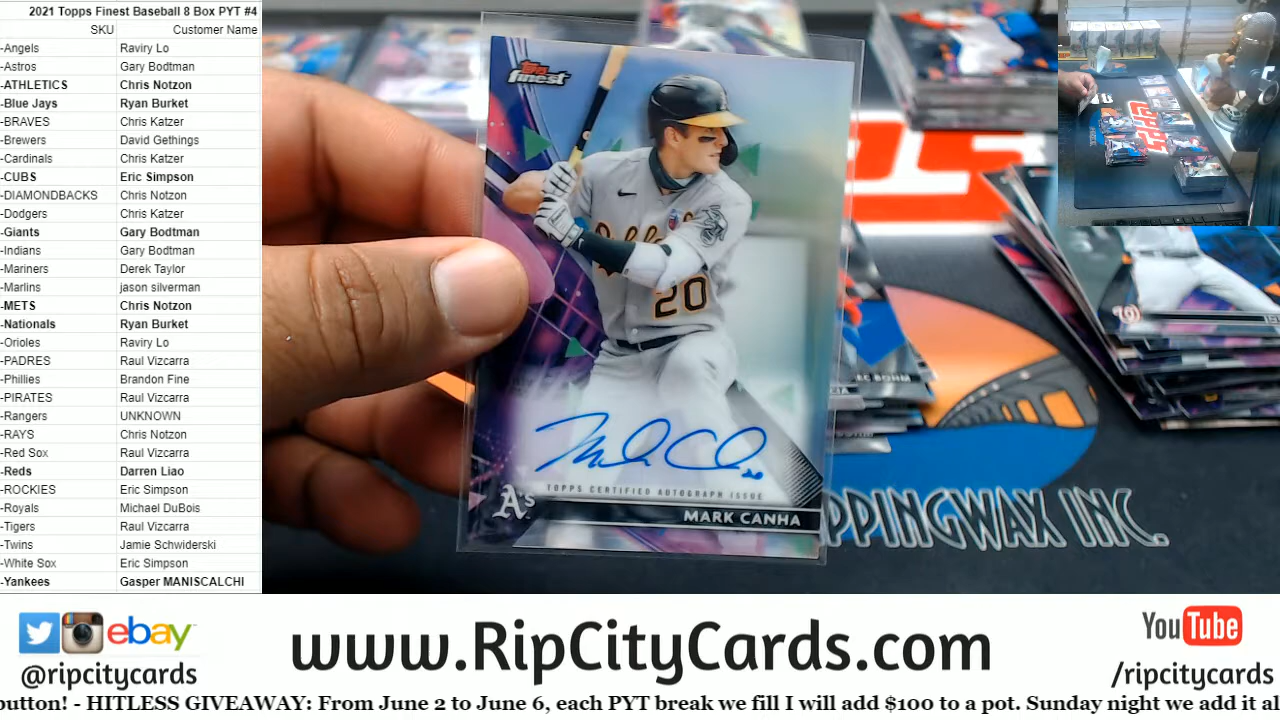 2021 Topps Finest Baseball 8 Box PYT #4
SKU Customer Name
-Angels Raviry Lo
-Astros Gary Bodtman
-ATHLETICS Chris Notzon
-Blue Jays Ryan Burket
-BRAVES Chris Katzer
-Brewers David Gethings
-Cardinals Chris Katzer
-CUBS Eric Simpson
-DIAMONDBACKS Chris Notzon
-Dodgers Chris Katzer
-Giants Gary Bodtman
-Indians Gary Bodtman
-Mariners Derek Taylor
-Marlins jason silverman
-METS Chris Notzon
-Nationals Ryan Burket
-Orioles Raviry Lo
-PADRES Raul Vizcarra
-Phillies Brandon Fine
-PIRATES Raul Vizcarra
-Rangers UNKNOWN
-RAYS Chris Notzon
-Red Sox Raul Vizcarra
-Reds Darren Liao
-ROCKIES Eric Simpson
-Royals Michael DuBois
-Tigers Raul Vizcarra
-Twins Jamie Schwiderski
-White Sox Eric Simpson
-Yankees Gasper MANISCALCHI
Topps
finest
20
TOPPS CERTIFIED AUTOGRAPH ISSUE
A's
MARK CANHA
BOHM
PPINGWAX INC.
ebay
@ripcitycards
www.RipCityCards.com
YouTube
/ripcitycards
button! - HITLESS GIVEAWAY: From June 2 to June 6, each PYT break we fill I will add $100 to a pot. Sunday night we add it al